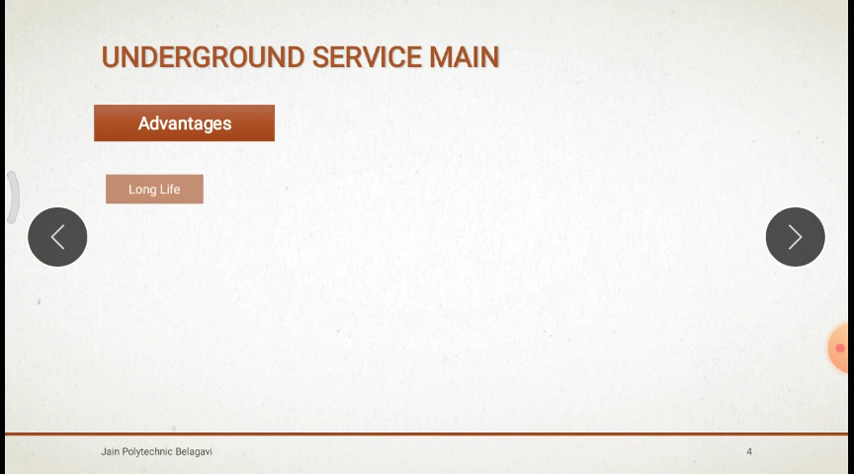 UNDERGROUND SERVICE MAIN
Advantages
Long Life
Jain Polytechnic Belagavi
4